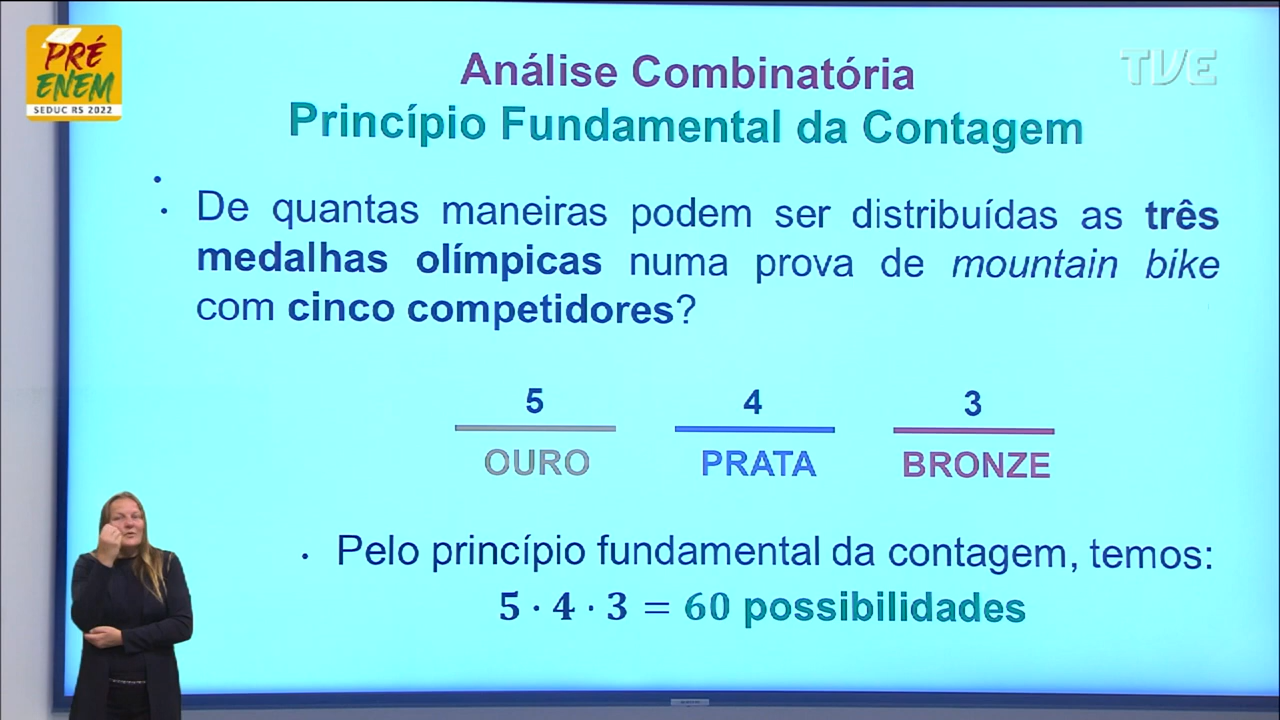 PRÉ
ENEM
SEDUC RS 2022
TVE
Análise Combinatória
Princípio Fundamental da Contagem
• De quantas maneiras podem ser distribuídas as três
medalhas olímpicas numa prova de mountain bike
com cinco competidores?
5 4 3
OURO PRATA BRONZE
• Pelo princípio fundamental da contagem, temos:
5 · 4 · 3 = 60 possibilidades